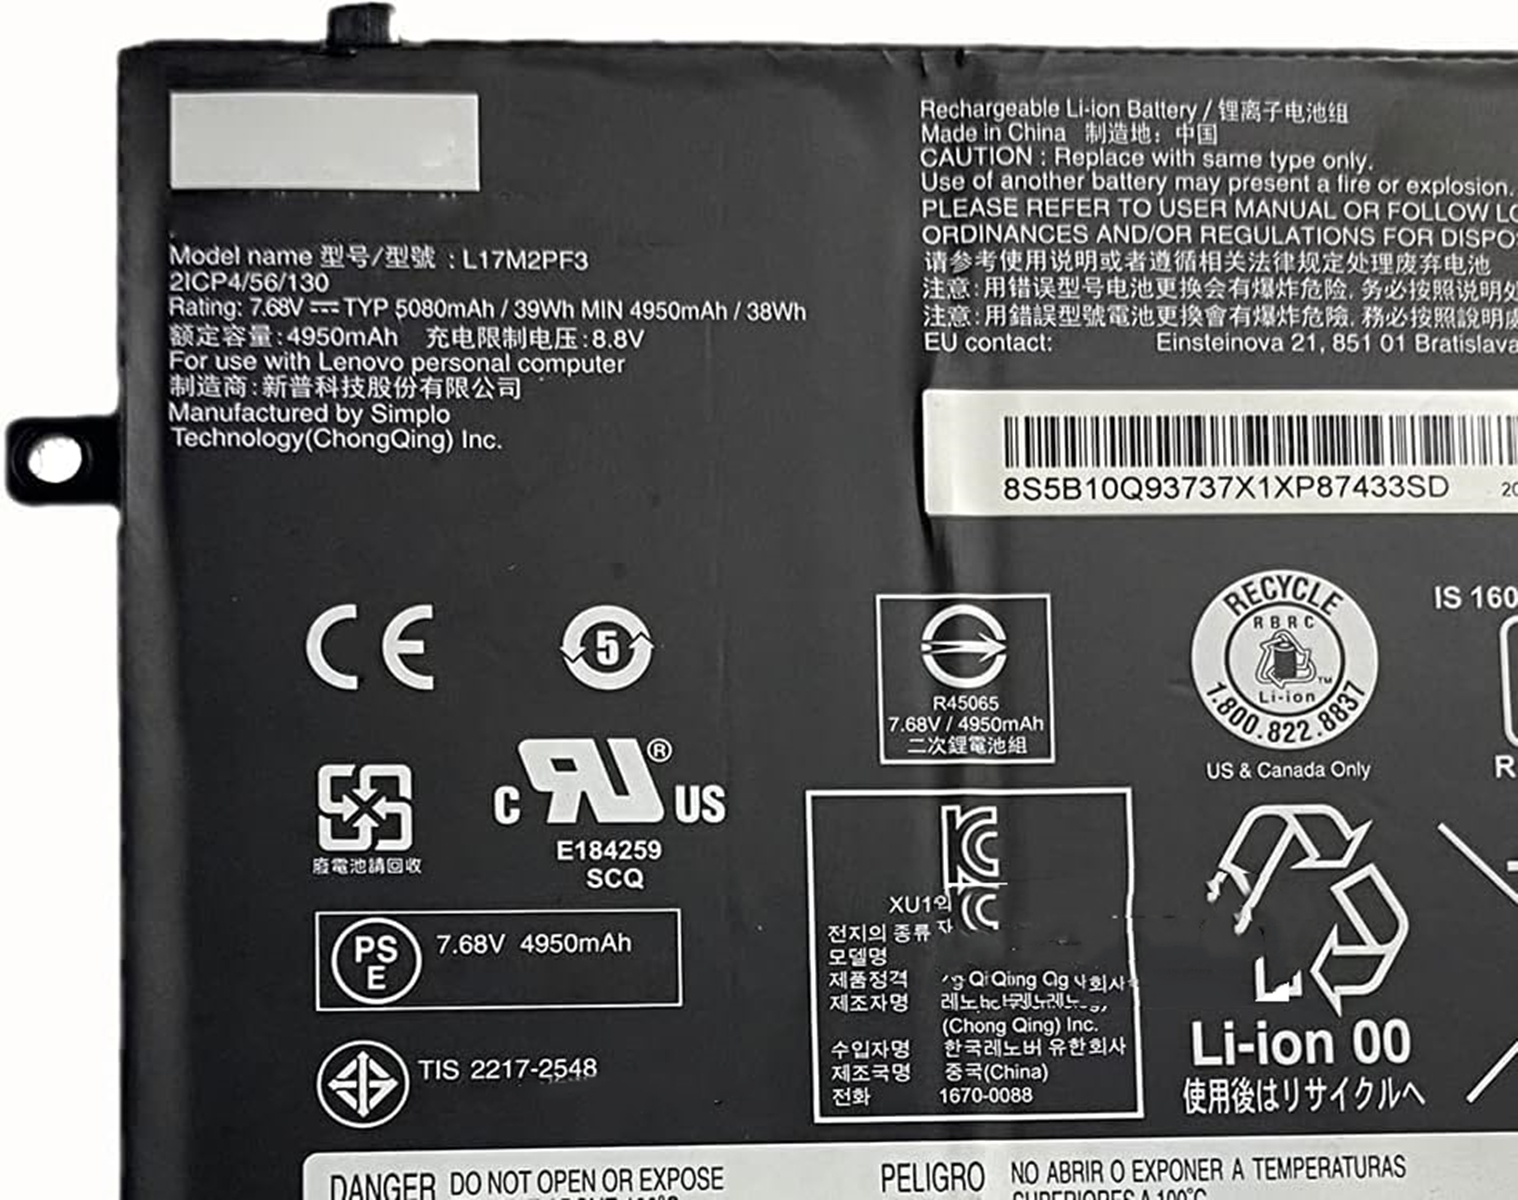 Model name 型号/型號 : L17M2PF3
2ICP4/56/130
Rating: 7.68V TYP 5080mAh / 39Wh MIN 4950mAh / 38Wh
额定容量:4950mAh 充电限制电压:8.8V
For use with Lenovo personal computer
制造商:新普科技股份有限公司
Manufactured by Simplo
Technology(ChongQing) Inc.
Rechargeable Li-ion Battery / 锂离子电池组
Made in China 制造地: 中国
CAUTION : Replace with same type only.
Use of another battery may present a fire or explosion.
PLEASE REFER TO USER MANUAL OR FOLLOW LO
ORDINANCES AND/OR REGULATIONS FOR DISPO
请参考使用说明或者遵循相关法律规定处理废弃电池
注意:用错误型号电池更换会有爆炸危险, 务必按照说明处
注意:用錯誤型號電池更換會有爆炸危險, 務必按照說明處
EU contact: Einsteinova 21, 851 01 Bratislava
8S5B10Q93737X1XP87433SD 20
CE
5
R45065
7.68V / 4950mAh
二次鋰電池組
RECYCLE
RBRC
Li-ion
TM
1.800.822.8837
US & Canada Only
IS 160
R
廢電池請回收
C RU® US
E184259
SCQ
PS
E
7.68V 4950mAh
TIS 2217-2548
XU1
전지의 종류
모델명
제품정격
제조자명
(Chong Qing) Inc.
수입자명 한국레노버 유한회사
제조국명 중국(China)
전화 1670-0088
Li-ion 00
使用後はリサイクルへ
DANGER DO NOT OPEN OR EXPOSE
PELIGRO NO ABRIR O EXPONER A TEMPERATURAS
SUPERIORES A 100°C